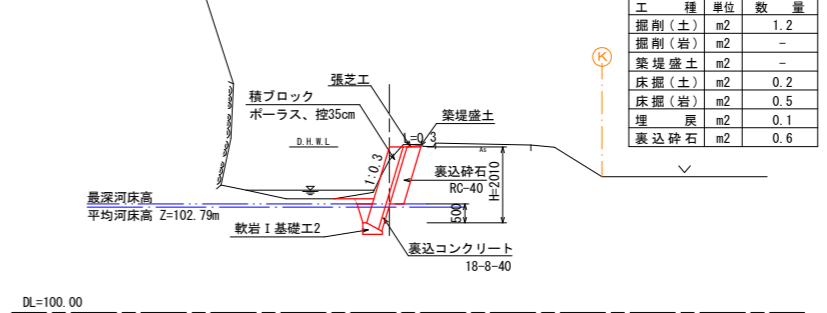 工種 単位 数量
掘削(土) m2 1.2
掘削(岩) m2 -
築堤盛土 m2 -
床掘(土) m2 0.2
床掘(岩) m2 0.5
埋戻 m2 0.1
裏込砕石 m2 0.6
K
張芝工
積ブロック
ポーラス、控35cm
築堤盛土
L=0.3
D.H.W.L
As
1:0.3
裏込砕石
RC-40
H=2010
500
最深河床高
平均河床高 Z=102.79m
軟岩Ⅰ基礎工2
裏込コンクリート
18-8-40
DL=100.00